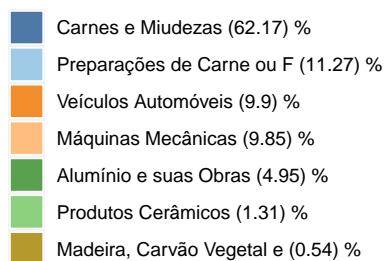 Carnes e Miudezas (62.17) %
Preparações de Carne ou F (11.27) %
Veículos Automóveis (9.9) %
Máquinas Mecânicas (9.85) %
Alumínio e suas Obras (4.95) %
Produtos Cerâmicos (1.31) %
Madeira, Carvão Vegetal e (0.54) %